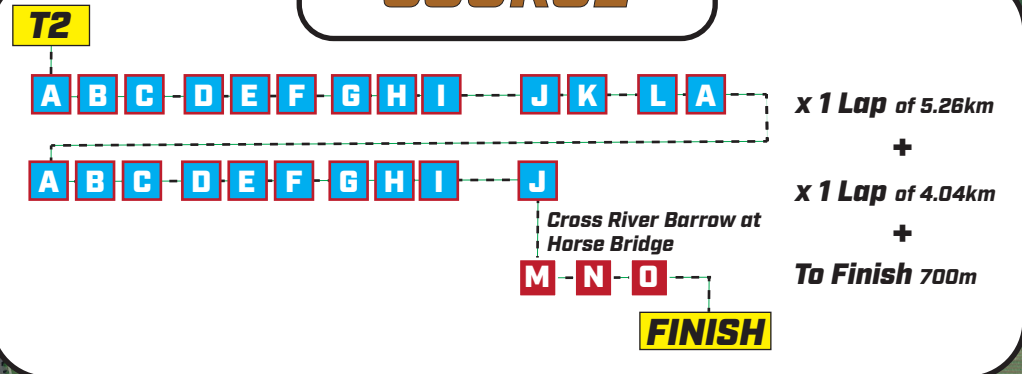 COURSE
T2
A B C D E F G H I J K L A
x 1 Lap of 5.26km
+
A B C D E F G H I J
x 1 Lap of 4.04km
Cross River Barrow at
Horse Bridge
+
M N O
To Finish 700m
FINISH